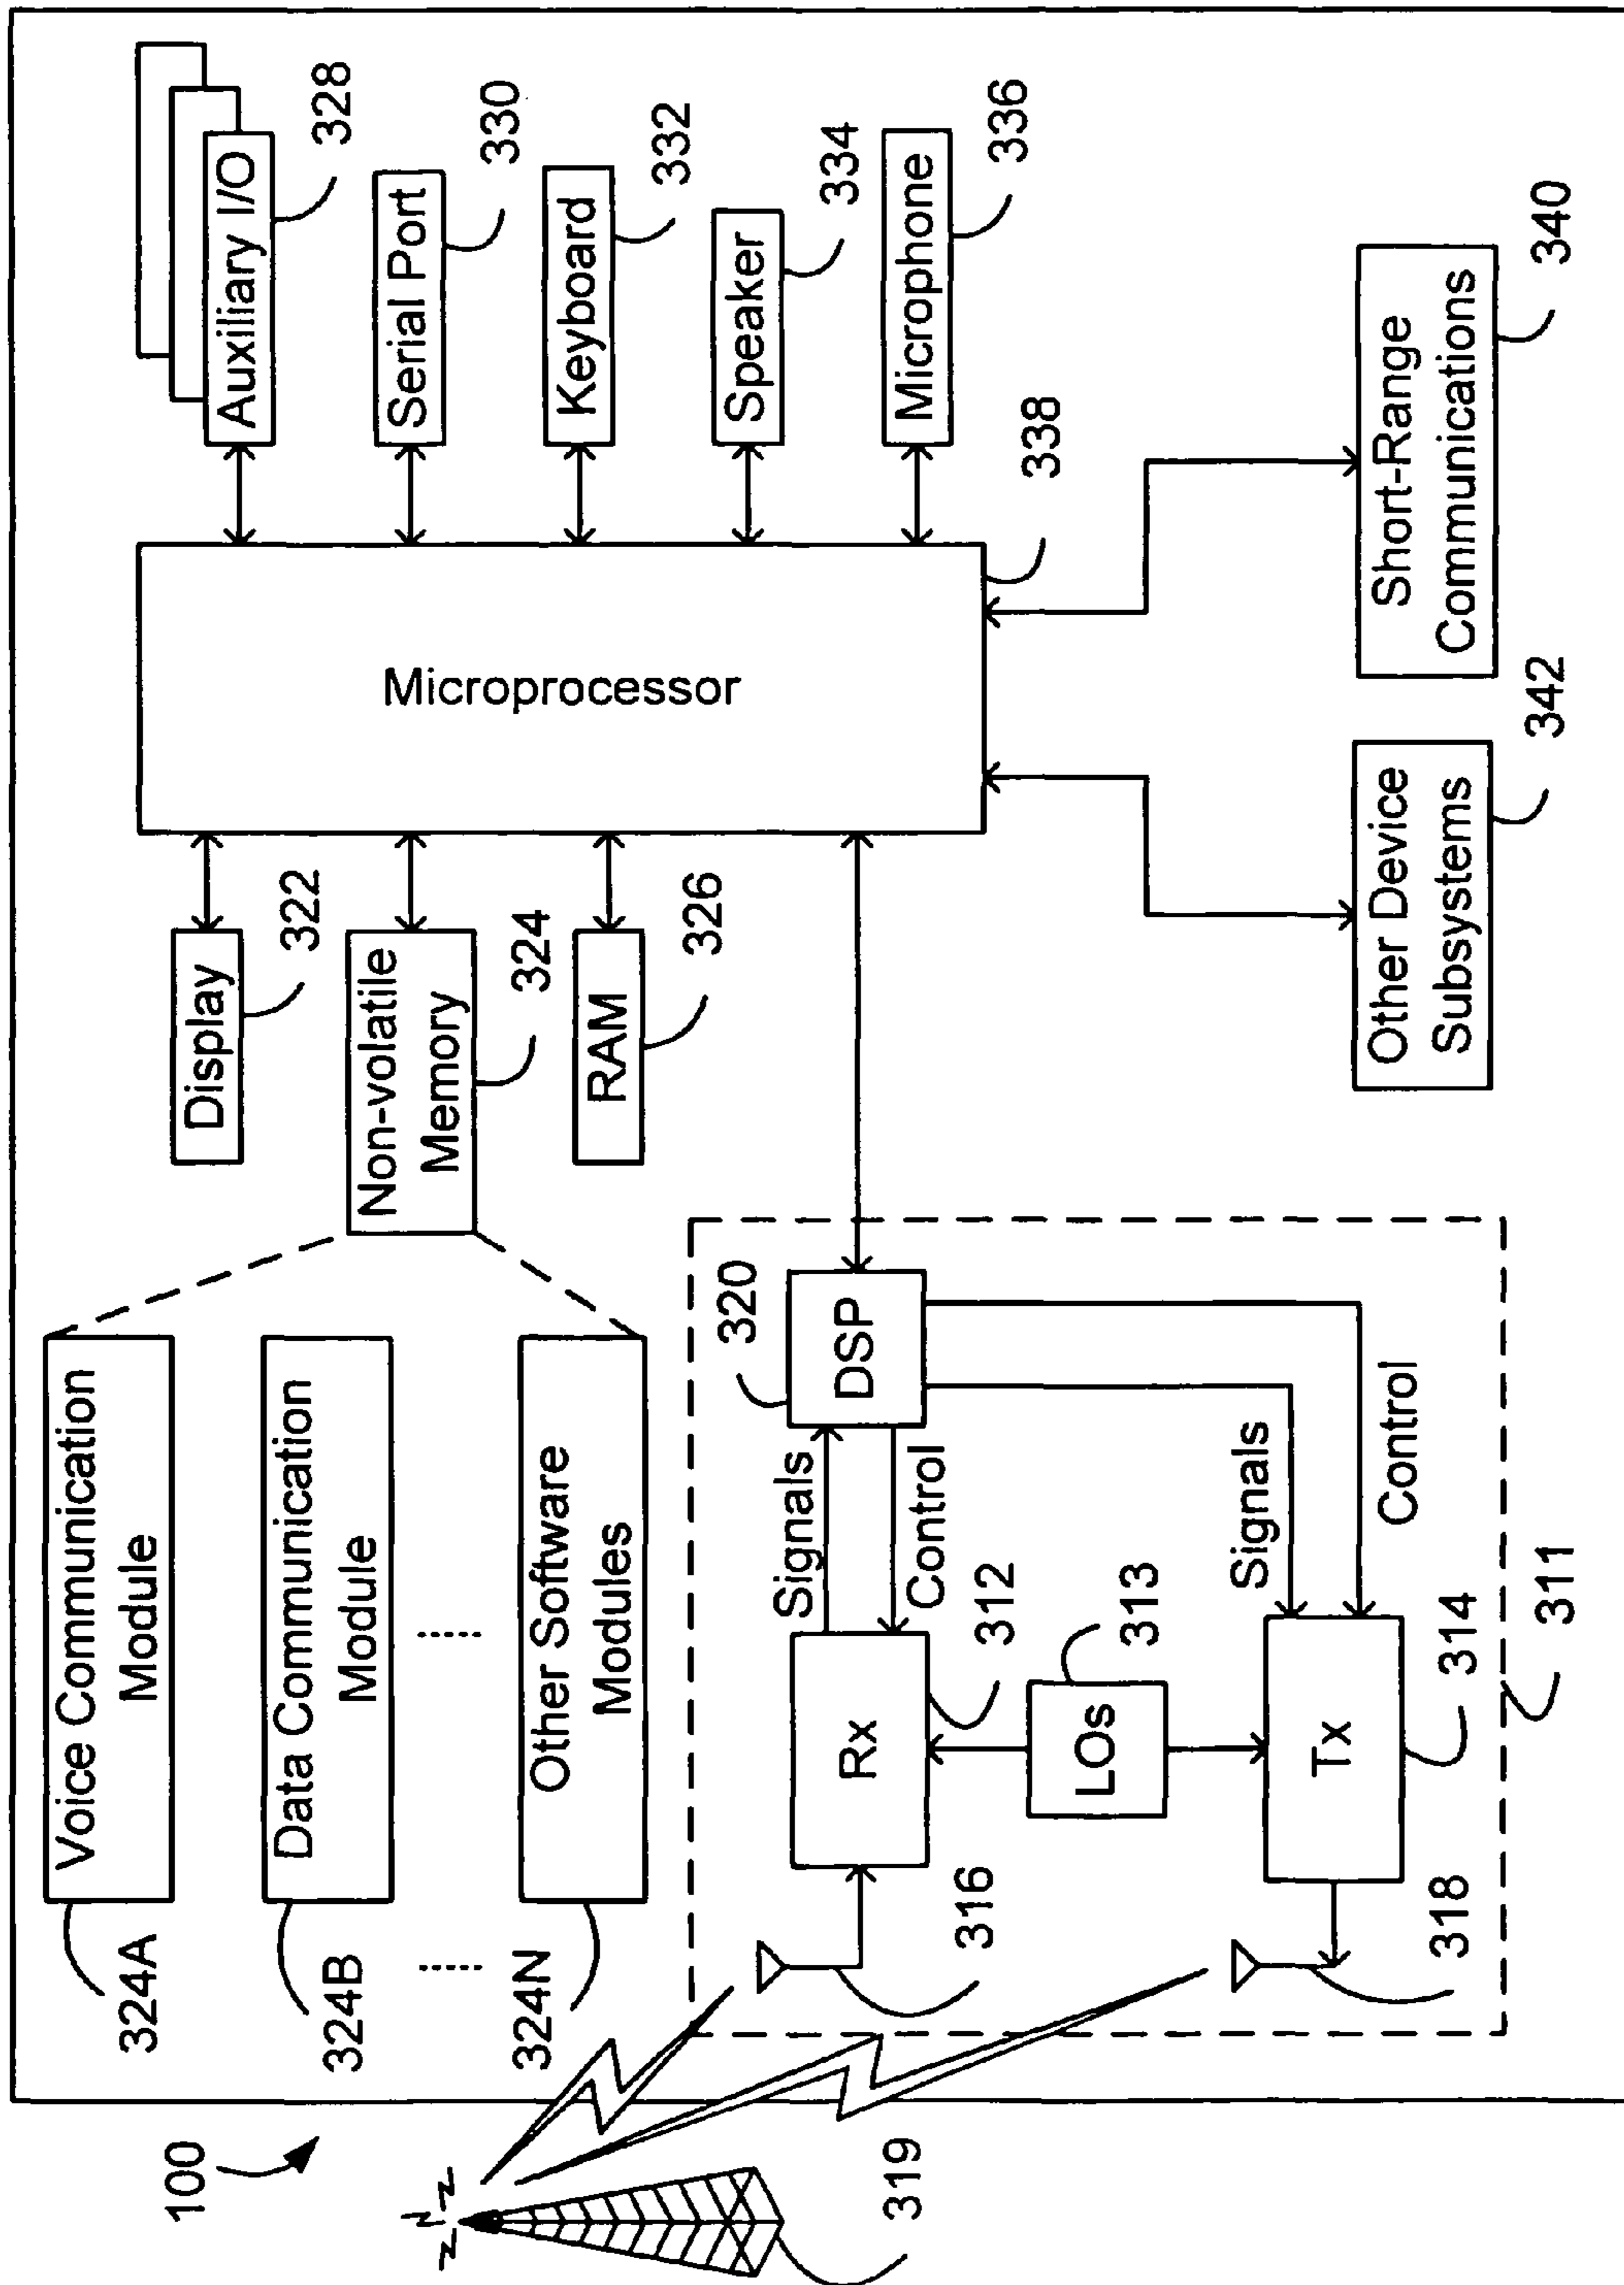 100
319
Voice Communication
Module
324A
Data Communication
Module
324B
Other Software
Modules
324N
Display
322
Non-volatile
Memory
324
RAM
326
Microprocessor
338
Auxiliary I/O
328
Serial Port
330
Keyboard
332
Speaker
334
Microphone
336
Short-Range
Communications
340
Other Device
Subsystems
342
DSP
320
Signals
Control
Rx
312
LOs
313
Signals
Control
Tx
314
316
318
311